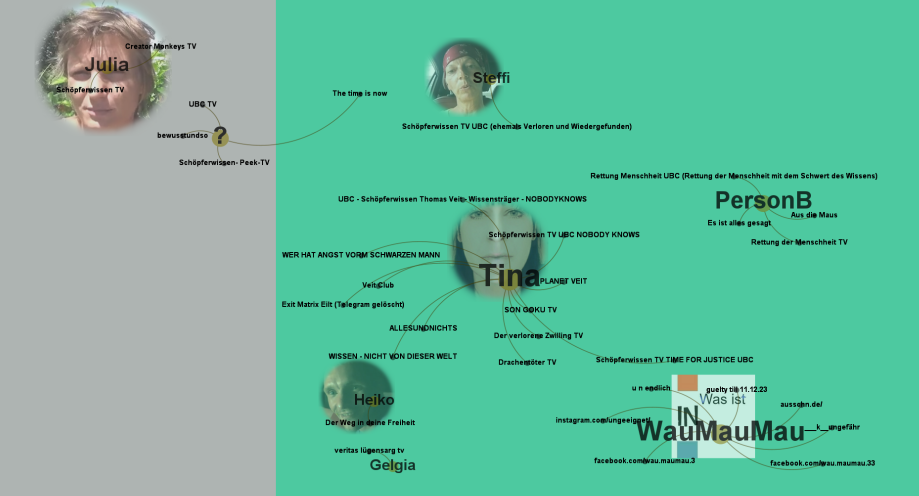 Creator Monkeys TV
Julia
Schöpferwissen TV
UBC TV
bewusstundso
?
Schöpferwissen- Peek-TV
The time is now
Steffi
Schöpferwissen TV UBC (ehemals Verloren und Wiedergefunden)
Rettung Menschheit UBC (Rettung der Menschheit mit dem Schwert des Wissens)
PersonB
Aus die Maus
Es ist alles gesagt
Rettung der Menschheit TV
UBC - Schöpferwissen Thomas Veit - Wissensträger - NOBODYKNOWS
Schöpferwissen TV UBC NOBODY KNOWS
WER HAT ANGST VORM SCHWARZEN MANN
Tina
PLANET VEIT
Veit Club
Exit Matrix Eilt (Telegram gelöscht)
SON GOKU TV
ALLESUNDNICHTS
Der verlorene Zwilling TV
WISSEN - NICHT VON DIESER WELT
Drachentöter TV
Schöpferwissen TV TIME FOR JUSTICE UBC
Heiko
Der Weg in deine Freiheit
veritas lügensarg tv
Gelgia
u n endlich
guelty till 11.12.23
Was ist
IN
aussehn.de/
instagram.com/ungeeignet/
WauMauMau
ungefähr
facebook.com/wau.maumau.3
facebook.com/wau.maumau.33